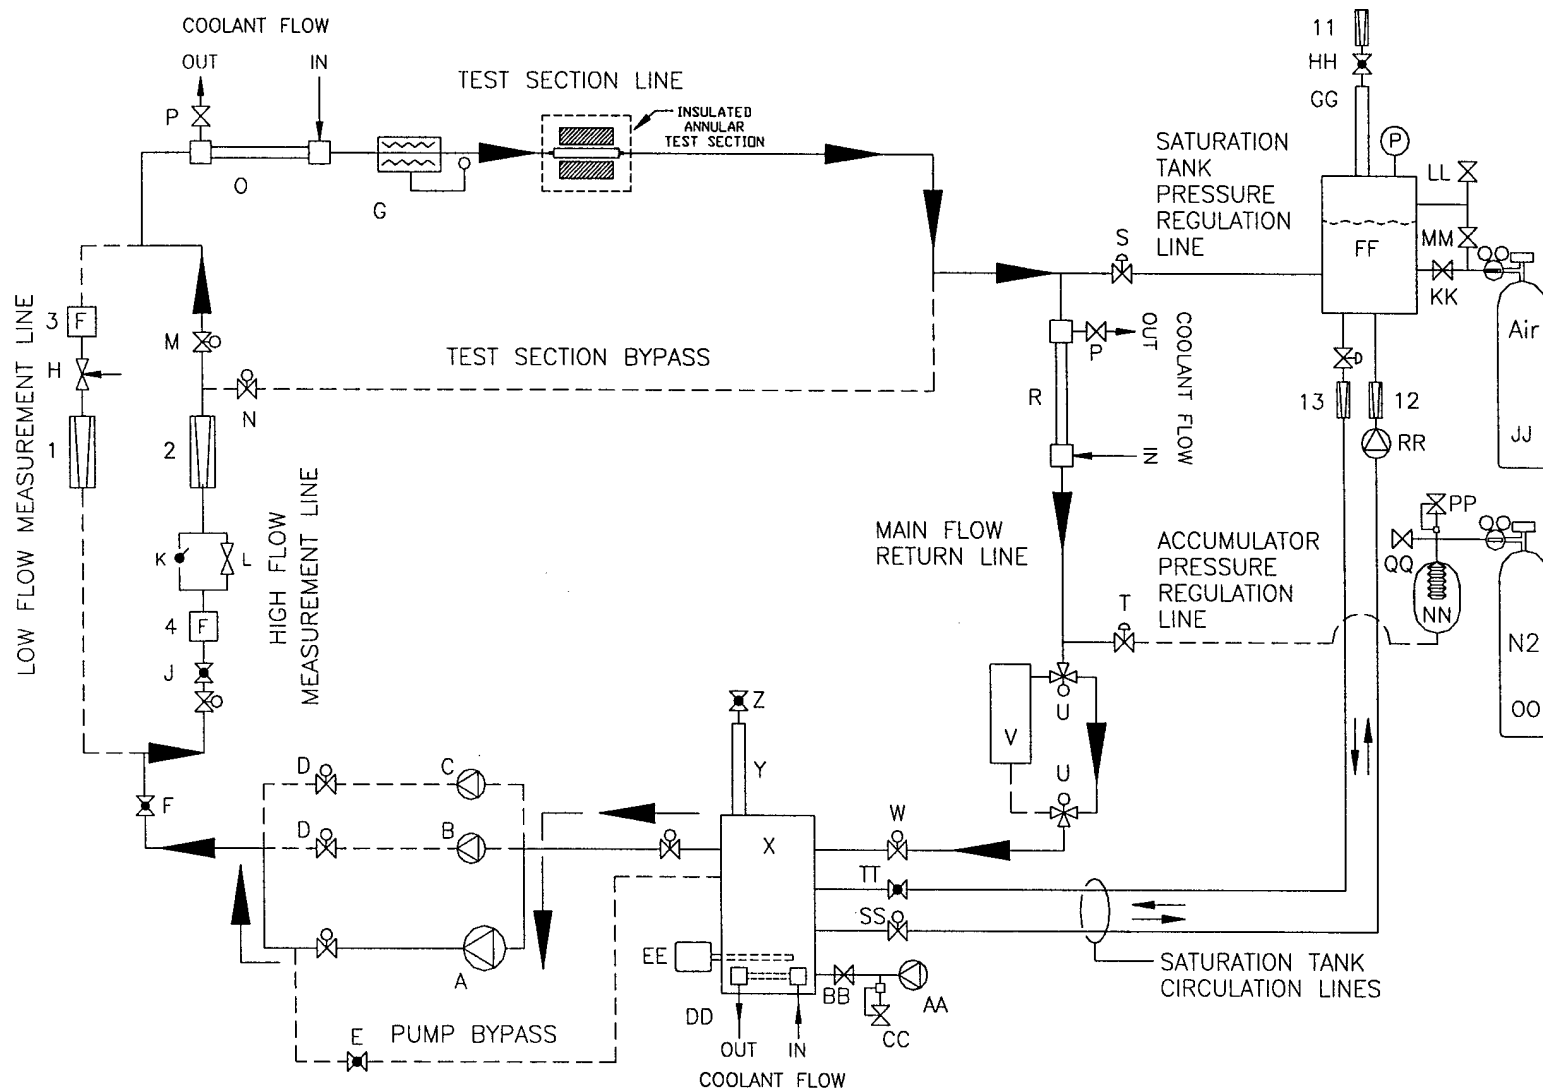 COOLANT FLOW
OUT
IN
P
O
G
TEST SECTION LINE
INSULATED
ANNULAR
TEST SECTION
11
HH
GG
P
SATURATION
TANK
PRESSURE
REGULATION
LINE
LL
FF
MM
KK
S
Air
JJ
LOW FLOW MEASUREMENT LINE
3
F
H
M
N
1
2
TEST SECTION BYPASS
P
OUT
COOLANT FLOW
IN
R
13
12
RR
K
L
4
F
J
HIGH FLOW
MEASUREMENT LINE
MAIN FLOW
RETURN LINE
ACCUMULATOR
PRESSURE
REGULATION
LINE
T
PP
QQ
NN
N2
OO
U
V
U
Z
Y
X
W
TT
SS
D
C
D
B
F
A
E
PUMP BYPASS
EE
DD
OUT
IN
COOLANT FLOW
BB
CC
AA
SATURATION TANK
CIRCULATION LINES